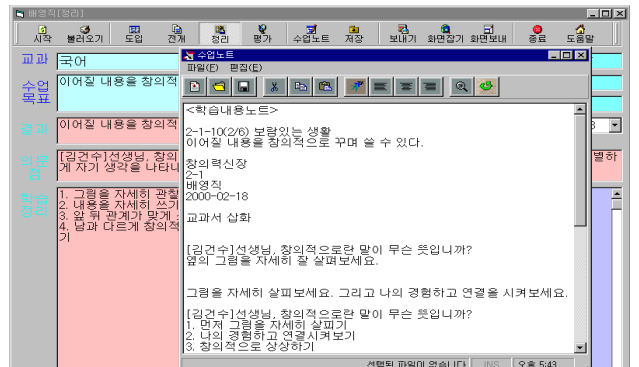 배영직[정리]
시작 불러오기 도입 전개 정리 평가 수업노트 저장 보내기 화면잡기 화면보내 종료 도움말
교과 국어
수업목표 이어질 내용을 창의적
결과 이어질 내용을 창의적
[김건수]선생님, 창의
게 자기 생각을 나타니
별하
학습정리
1. 그림을 자세히 관찰
2. 내용을 자세히 쓰기
3. 앞 뒤 관계가 맞게
4. 남과 다르게 창의적
기
수업노트
파일(F) 편집(E)
<학습내용노트>
2-1-10(2/6) 보람있는 생활
이어질 내용을 창의적으로 꾸며 쓸 수 있다.
창의력신장
2-1
배영직
2000-02-18
교과서 삽화
[김건수]선생님, 창의적으로란 말이 무슨 뜻입니까?
옆의 그림을 자세히 잘 살펴보세요.
그림을 자세히 살피보세요. 그리고 나의 경험하고 연결을 시켜보세요.
[김건수]선생님, 창의적으로란 말이 무슨 뜻입니까?
1. 먼저 그림을 자세히 살피기
2. 나의 경험하고 연결시켜보기
3. 창의적으로 상상하기
선택된 파일이 없습니다 INS 오후 5:43